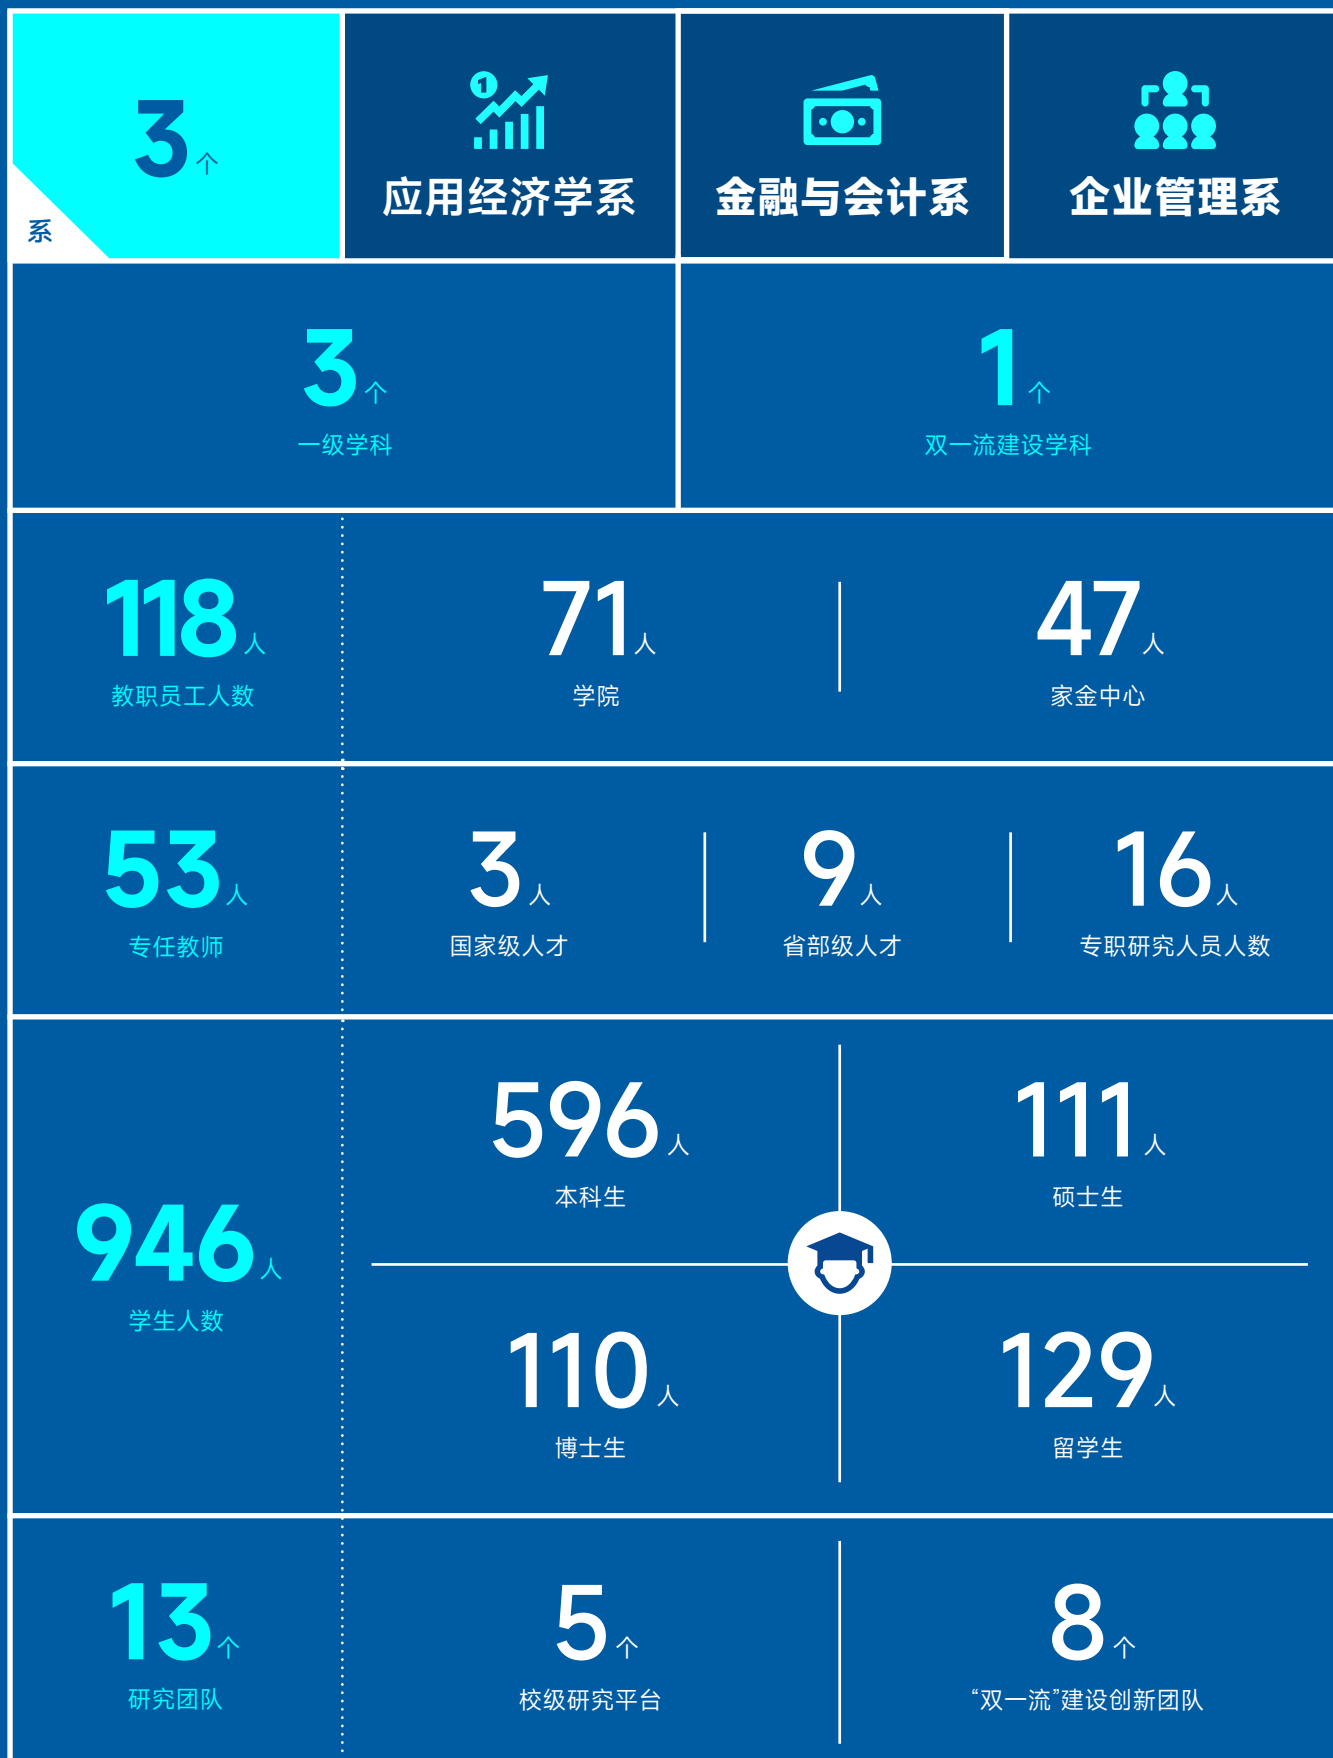 3个
系
1
应用经济学系
金融与会计系
企业管理系
3个
一级学科
1个
双一流建设学科
118人
教职员工人数
71人
学院
47人
家金中心
53人
专任教师
3人
国家级人才
9人
省部级人才
16人
专职研究人员人数
946人
学生人数
596人
本科生
111人
硕士生
110人
博士生
129人
留学生
13个
研究团队
5个
校级研究平台
8个
“双一流”建设创新团队